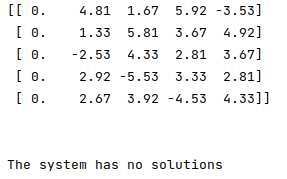 [[ 0. 4.81 1.67 5.92 -3.53]
[ 0. 1.33 5.81 3.67 4.92]
[ 0. -2.53 4.33 2.81 3.67]
[ 0. 2.92 -5.53 3.33 2.81]
[ 0. 2.67 3.92 -4.53 4.33]]
The system has no solutions